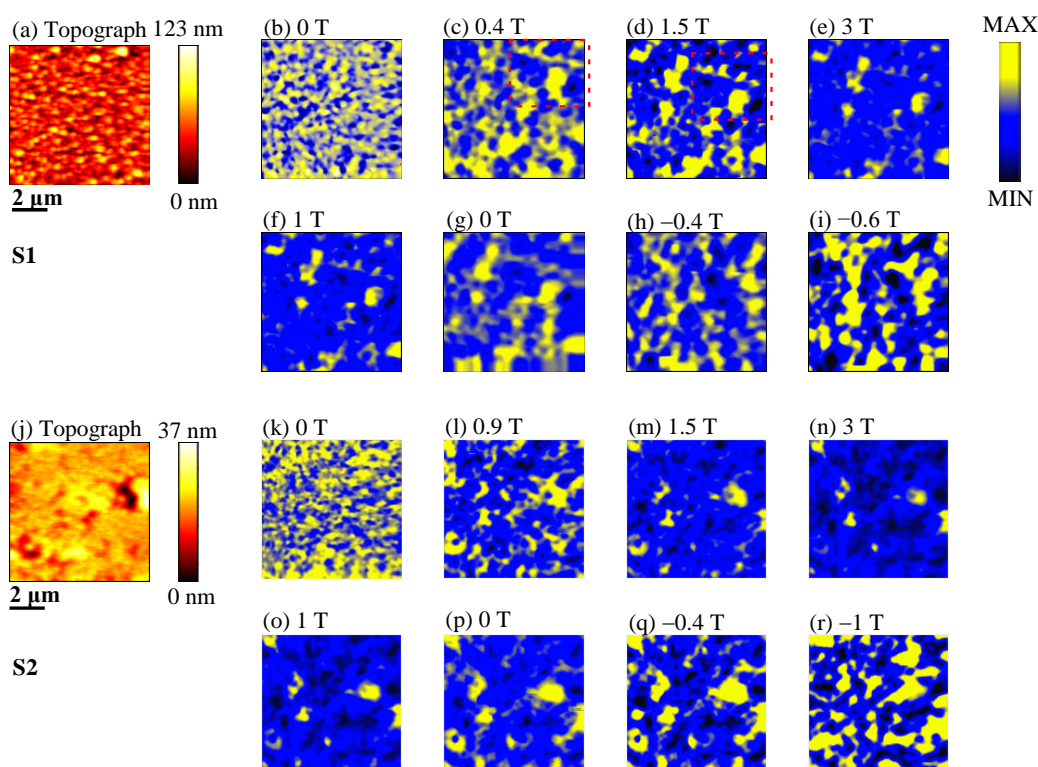 (a) Topograph 123 nm
(b) 0 T
(c) 0.4 T
(d) 1.5 T
(e) 3 T
MAX
0 nm
2 μm
MIN
S1
(f) 1 T
(g) 0 T
(h) −0.4 T
(i) −0.6 T
(j) Topograph 37 nm
(k) 0 T
(l) 0.9 T
(m) 1.5 T
(n) 3 T
0 nm
2 μm
S2
(o) 1 T
(p) 0 T
(q) −0.4 T
(r) −1 T